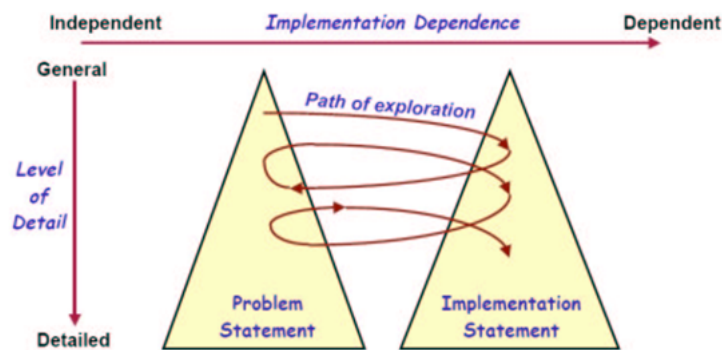 Independent Implementation Dependence Dependent
General
Path of exploration
Level
of
Detail
Problem
Statement
Implementation
Statement
Detailed